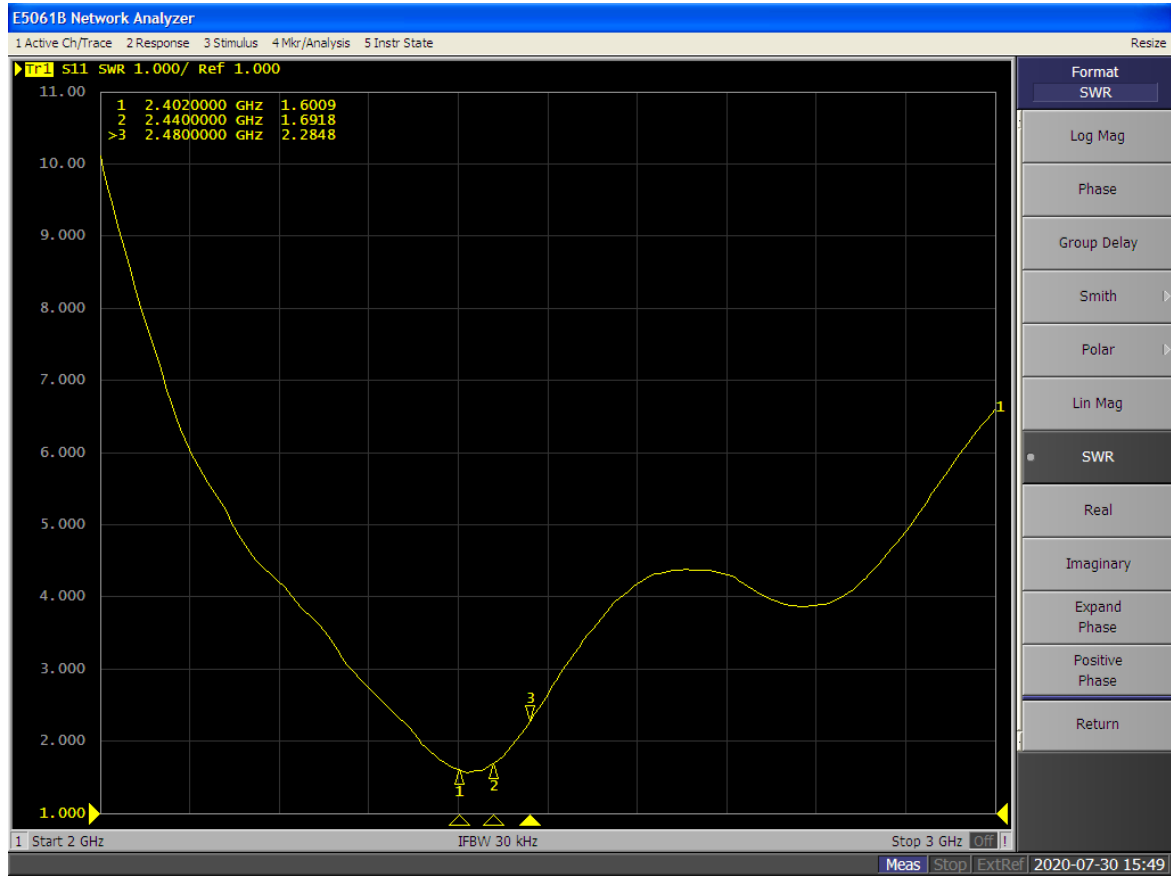 E5061B Network Analyzer
1 Active Ch/Trace 2 Response 3 Stimulus 4 Mkr/Analysis 5 Instr State Resize
Tr1 S11 SWR 1.000/ Ref 1.000
11.00
10.00
9.000
8.000
7.000
6.000
5.000
4.000
3.000
2.000
1.000
1 2.4020000 GHz 1.6009
2 2.4400000 GHz 1.6918
>3 2.4800000 GHz 2.2848
1
3
1
2
1 Start 2 GHz IFBW 30 kHz Stop 3 GHz Off !
Format
SWR
Log Mag
Phase
Group Delay
Smith
Polar
Lin Mag
SWR
Real
Imaginary
Expand
Phase
Positive
Phase
Return
Meas Stop ExtRef 2020-07-30 15:49